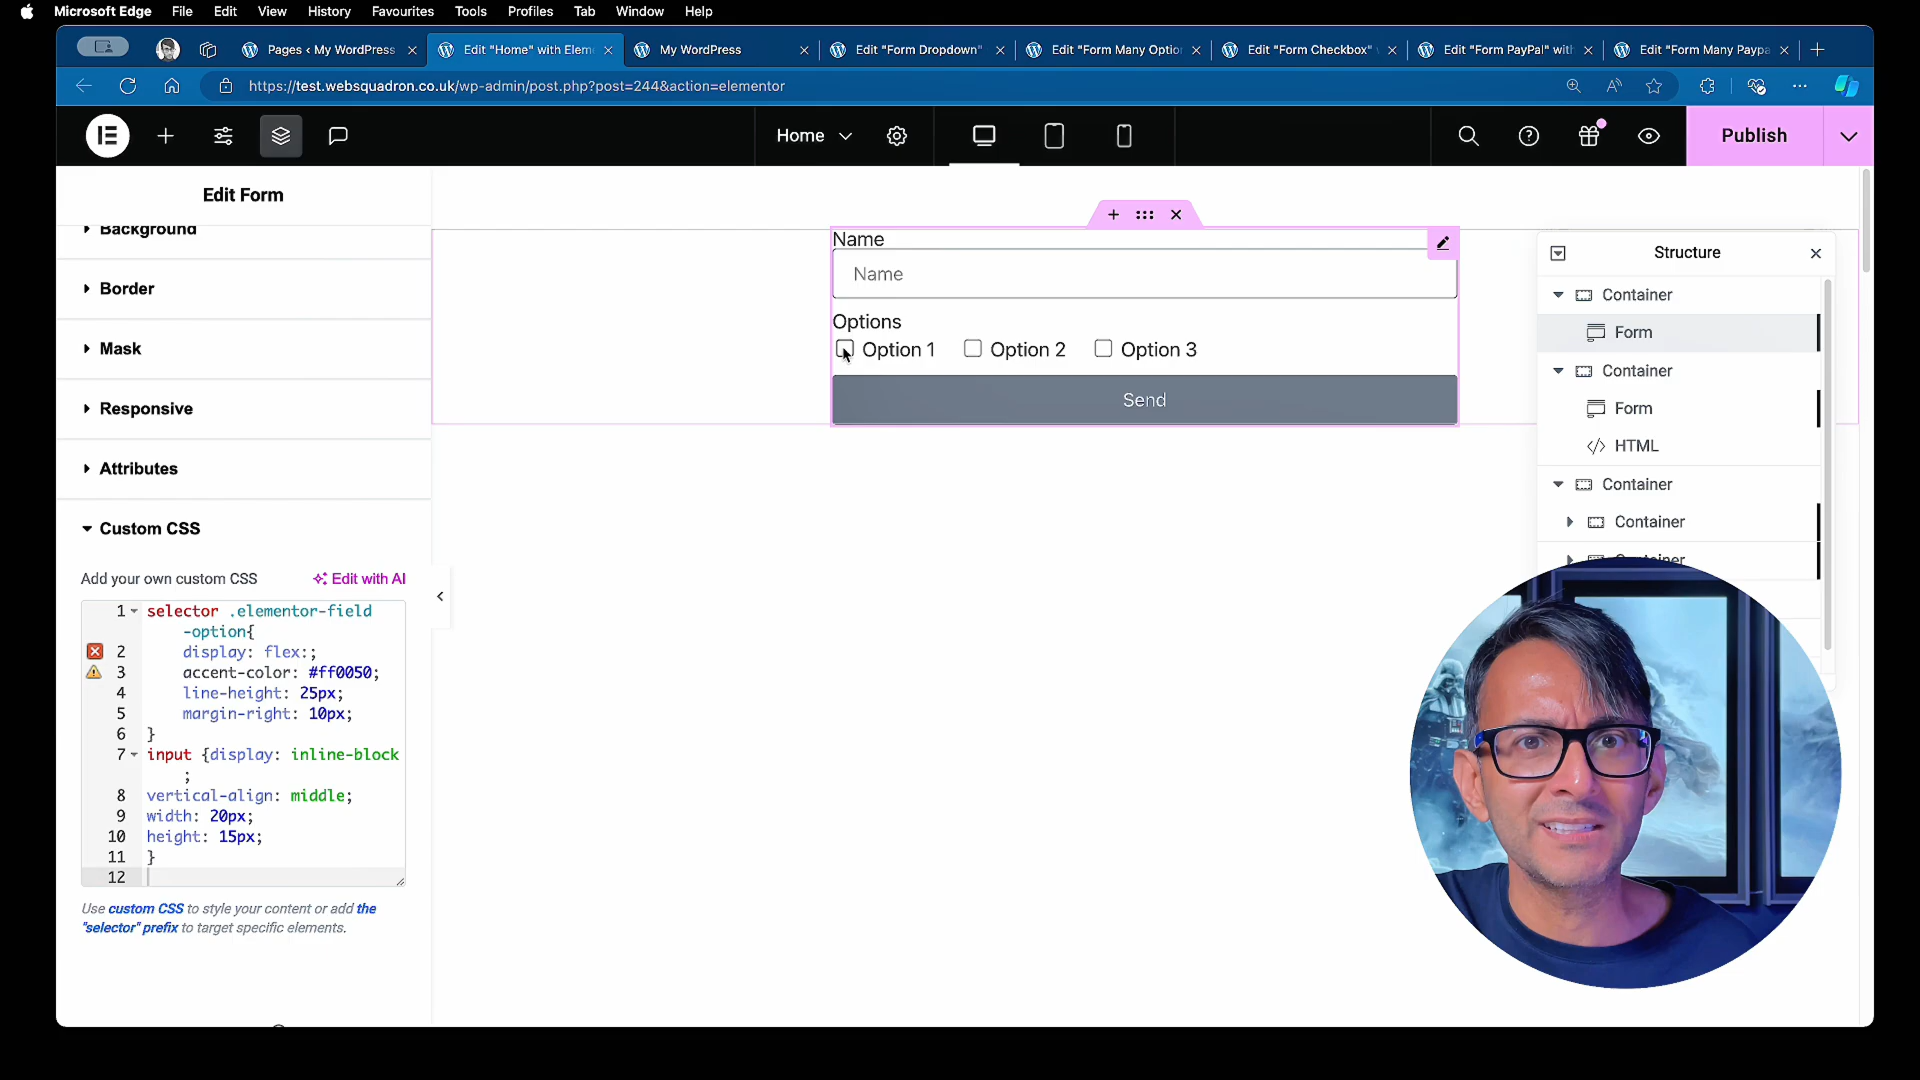 Microsoft Edge File Edit View History Favourites Tools Profiles Tab Window Help
Pages ‹ My WordPress
Edit "Home" with Elem
My WordPress
Edit "Form Dropdown"
Edit "Form Many Optio
Edit "Form Checkbox"
Edit "Form PayPal" wit
Edit "Form Many Paypa
https://test.websquadron.co.uk/wp-admin/post.php?post=244&action=elementor
Home
Publish
Edit Form
Background
Border
Mask
Responsive
Attributes
Custom CSS
Add your own custom CSS
Edit with AI
1 selector .elementor-field
-option{
2 display: flex:;
3 accent-color: #ff0050;
4 line-height: 25px;
5 margin-right: 10px;
6 }
7 input {display: inline-block
;
8 vertical-align: middle;
9 width: 20px;
10 height: 15px;
11 }
12
Use custom CSS to style your content or add the
"selector" prefix to target specific elements.
Name
Name
Options
Option 1 Option 2 Option 3
Send
Structure
Container
Form
Container
Form
HTML
Container
Container
Container